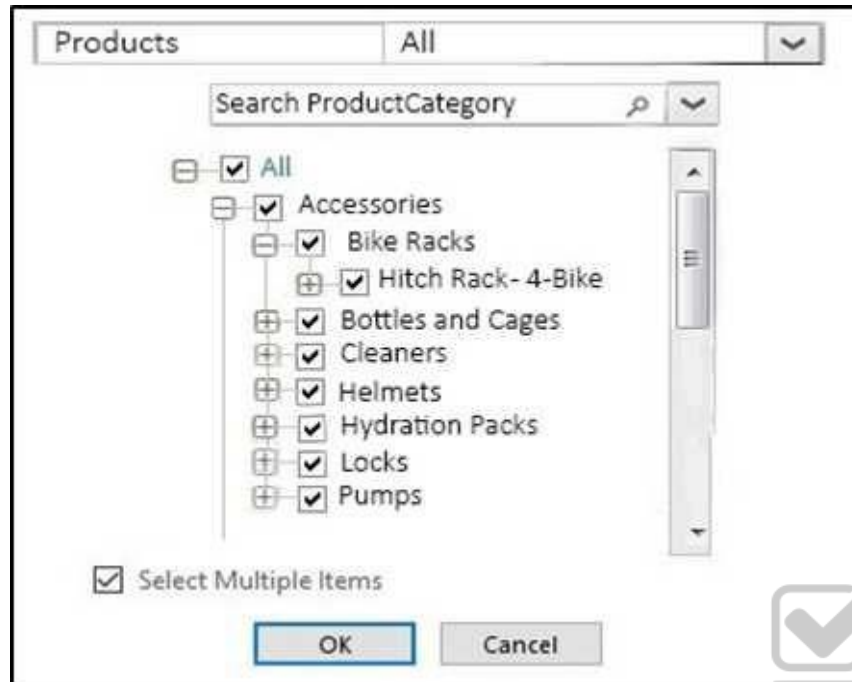 Products All
Search ProductCategory
All
Accessories
Bike Racks
Hitch Rack- 4-Bike
Bottles and Cages
Cleaners
Helmets
Hydration Packs
Locks
Pumps
Select Multiple Items
OK Cancel